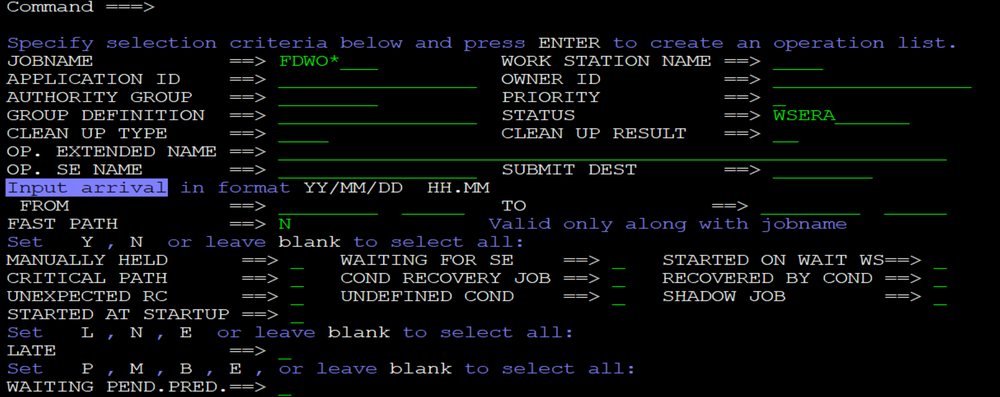 Command ===>
Specify selection criteria below and press ENTER to create an operation list.
JOBNAME ==> FDWO*____ WORK STATION NAME ==> ____
APPLICATION ID ==> ________________ OWNER ID ==> ________________
AUTHORITY GROUP ==> ________ PRIORITY ==> _
GROUP DEFINITION ==> ________________ STATUS ==> WSERA______
CLEAN UP TYPE ==> ____ CLEAN UP RESULT ==> __
OP. EXTENDED NAME ==> ______________________________________________________
OP. SE NAME ==> ________________ SUBMIT DEST ==> ________
Input arrival in format YY/MM/DD HH.MM
FROM ==> ________ _____ TO ==> ________ _____
FAST PATH ==> N Valid only along with jobname
Set Y , N or leave blank to select all:
MANUALLY HELD ==> _ WAITING FOR SE ==> _ STARTED ON WAIT WS==> _
CRITICAL PATH ==> _ COND RECOVERY JOB ==> _ RECOVERED BY COND ==> _
UNEXPECTED RC ==> _ UNDEFINED COND ==> _ SHADOW JOB ==> _
STARTED AT STARTUP ==> _
Set L , N , E or leave blank to select all:
LATE ==> _
Set P , M , B , E , or leave blank to select all:
WAITING PEND.PRED.==> _